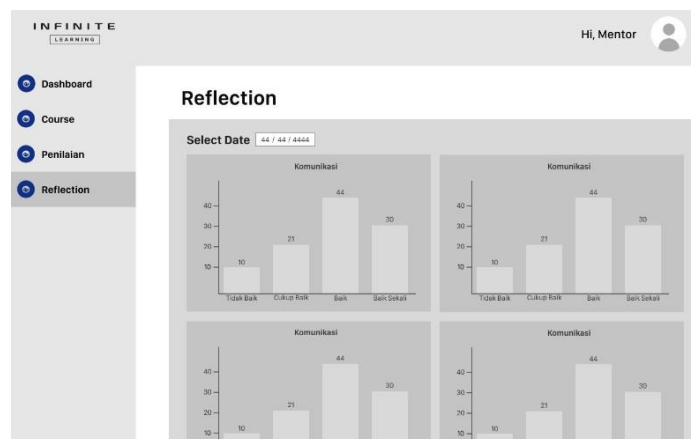 INFINITE
LEARNING
Hi, Mentor
Dashboard
Course
Penilaian
Reflection
Reflection
Select Date 44 / 44 / 4444
Komunikasi
40
30
20
10
10
21
44
30
Tidak Baik Cukup Baik Baik Baik Sekali
Komunikasi
40
30
20
10
10
21
44
30
Tidak Baik Cukup Baik Baik Baik Sekali
Komunikasi
40
30
20
10
10
21
44
30
Komunikasi
40
30
20
10
10
21
44
30